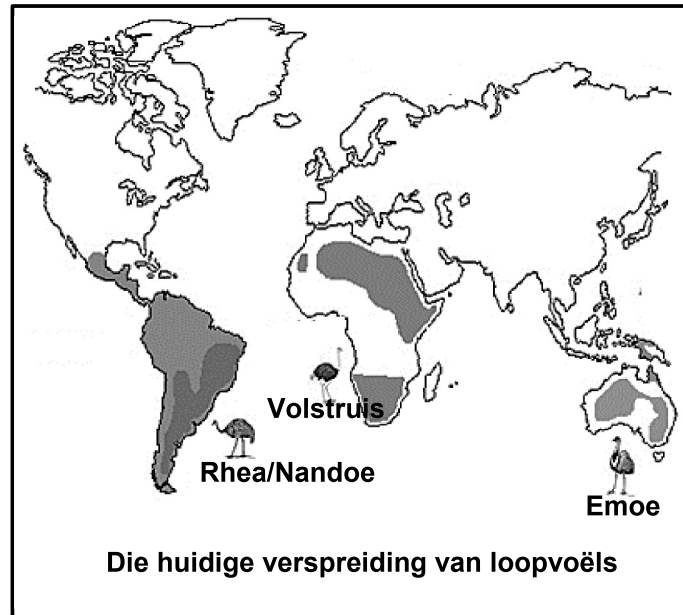 Volstruis
Rhea/Nandoe
Emoe
Die huidige verspreiding van loopvoëls